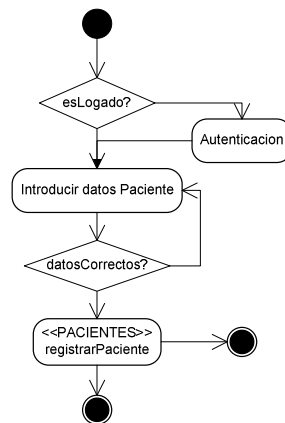 esLogado?
Autenticacion
Introducir datos Paciente
datosCorrectos?
<<PACIENTES>>
registrarPaciente